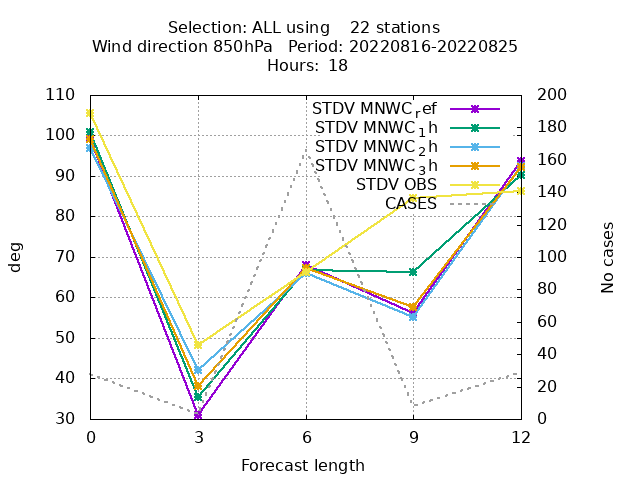 Selection: ALL using    22 stations
Wind direction 850hPa   Period: 20220816-20220825
Hours:  18
110 200
100 180
90 160
80 140
70 120
60 100
50 80
40 60
30 40
20
0
deg
No cases
STDV MNWC_ref
STDV MNWC_1h
STDV MNWC_2h
STDV MNWC_3h
STDV OBS
CASES
0 3 6 9 12
Forecast length